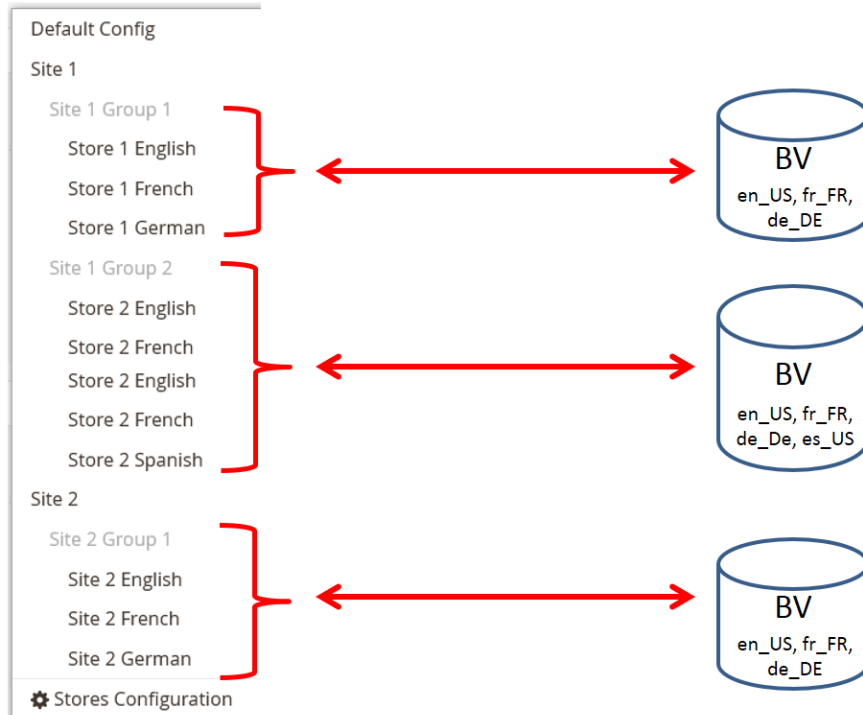 Default Config
Site 1
Site 1 Group 1
Store 1 English
Store 1 French
Store 1 German
Site 1 Group 2
Store 2 English
Store 2 French
Store 2 English
Store 2 French
Store 2 Spanish
Site 2
Site 2 Group 1
Site 2 English
Site 2 French
Site 2 German
Stores Configuration
BV
en_US, fr_FR,
de_DE
BV
en_US, fr_FR,
de_De, es_US
BV
en_US, fr_FR,
de_DE